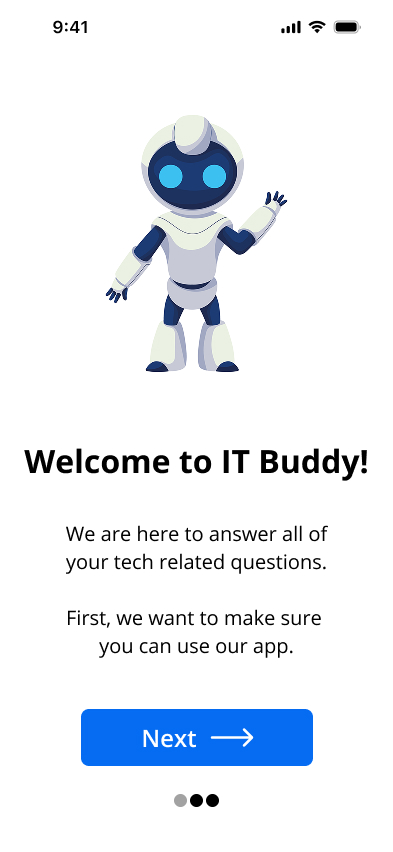 9:41
Welcome to IT Buddy!
We are here to answer all of
your tech related questions.
First, we want to make sure
you can use our app.
Next